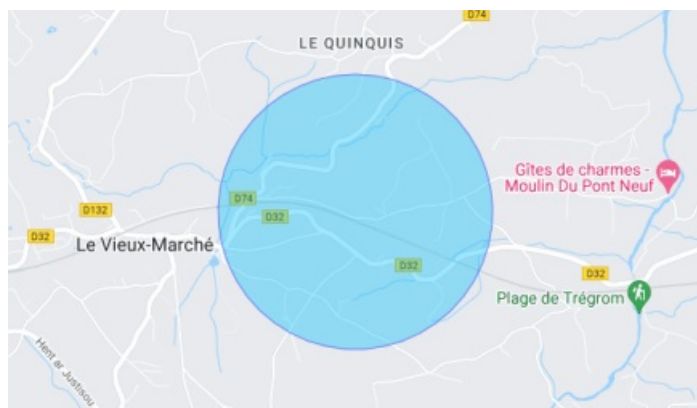 D74
LE QUINQUIS
Gîtes de charmes -
Moulin Du Pont Neuf
D74
D132
D32
D32
Le Vieux-Marché
D32
D32
Plage de Trégrom
Hent ar Justisou